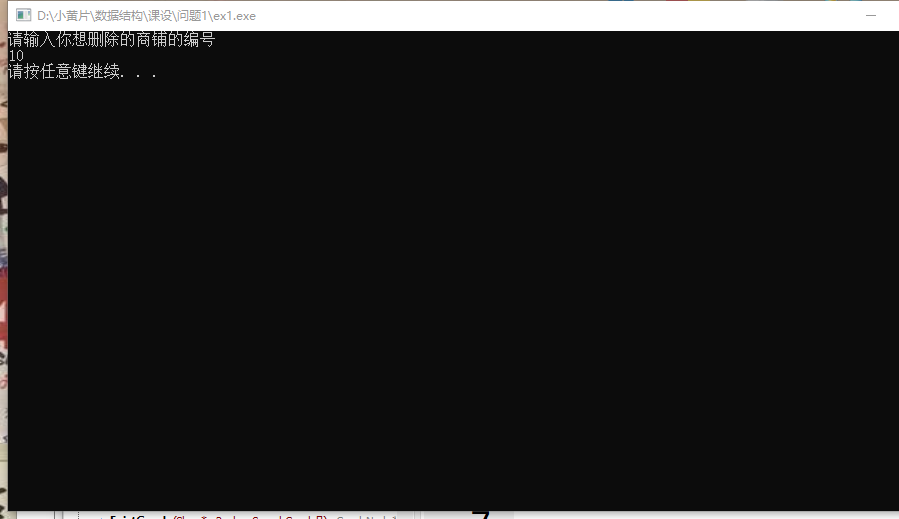 D:\小黄片\数据结构\课设\问题1\ex1.exe
请输入你想删除的商铺的编号
10
请按任意键继续. . .